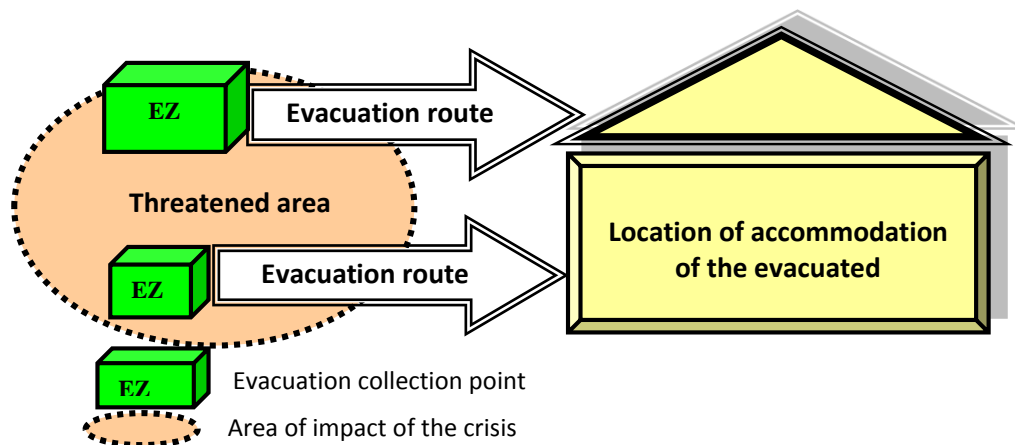 EZ
Evacuation route
Threatened area
Location of accommodation
of the evacuated
Evacuation route
EZ
EZ
Evacuation collection point
Area of impact of the crisis